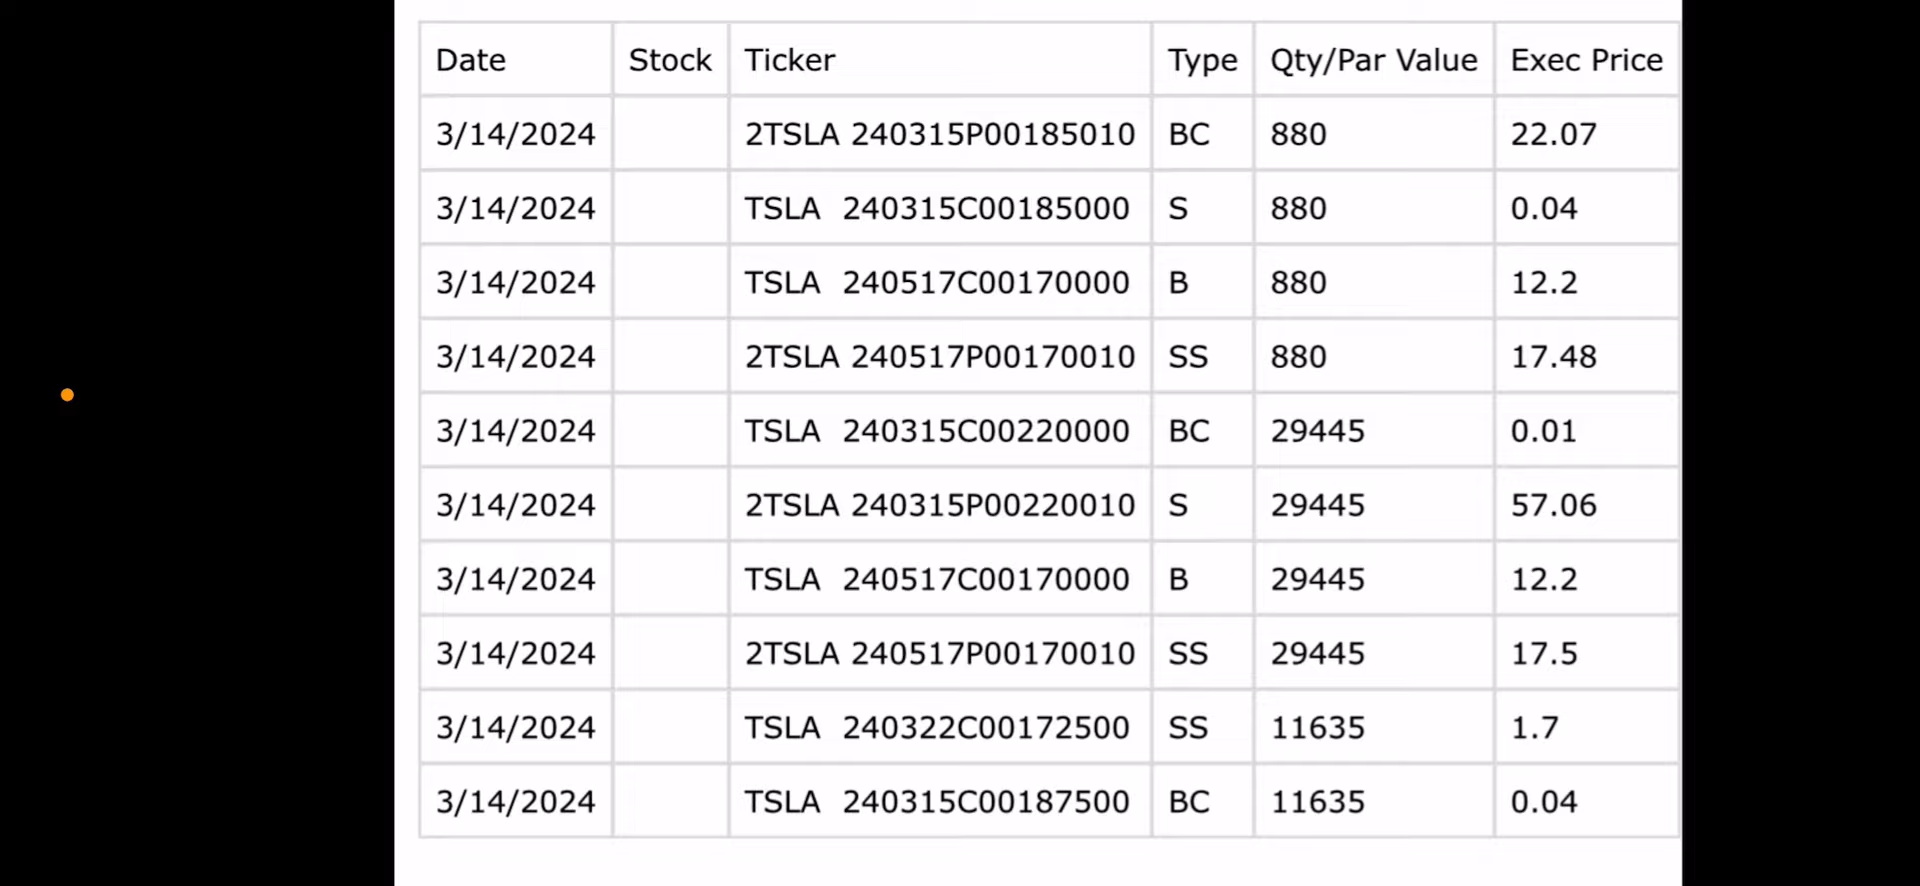 Date Stock Ticker Type Qty/Par Value Exec Price
3/14/2024 2TSLA 240315P00185010 BC 880 22.07
3/14/2024 TSLA 240315C00185000 S 880 0.04
3/14/2024 TSLA 240517C00170000 B 880 12.2
3/14/2024 2TSLA 240517P00170010 SS 880 17.48
3/14/2024 TSLA 240315C00220000 BC 29445 0.01
3/14/2024 2TSLA 240315P00220010 S 29445 57.06
3/14/2024 TSLA 240517C00170000 B 29445 12.2
3/14/2024 2TSLA 240517P00170010 SS 29445 17.5
3/14/2024 TSLA 240322C00172500 SS 11635 1.7
3/14/2024 TSLA 240315C00187500 BC 11635 0.04